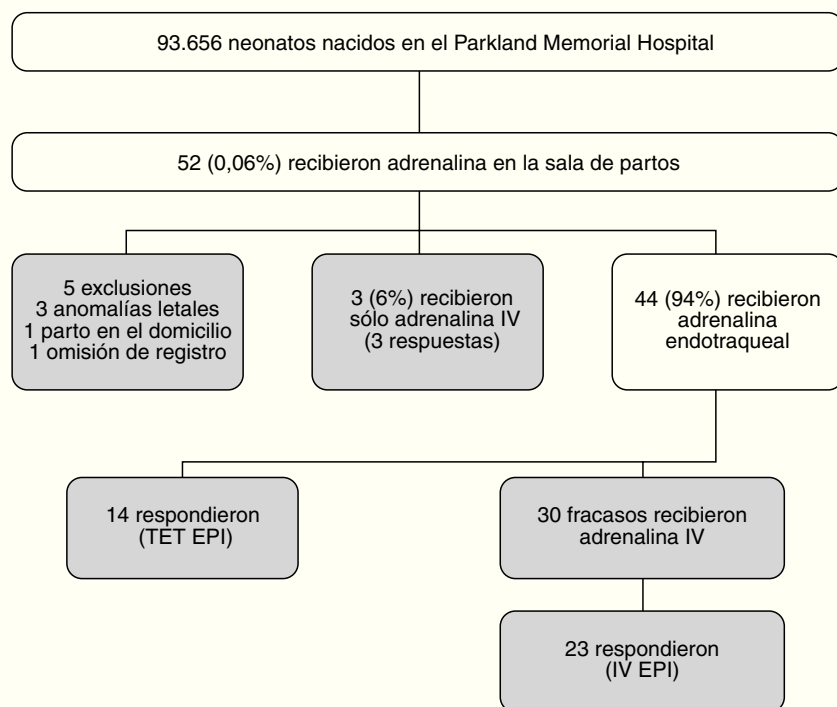 93.656 neonatos nacidos en el Parkland Memorial Hospital
52 (0,06%) recibieron adrenalina en la sala de partos
5 exclusiones
3 anomalías letales
1 parto en el domicilio
1 omisión de registro
3 (6%) recibieron
sólo adrenalina IV
(3 respuestas)
44 (94%) recibieron
adrenalina
endotraqueal
14 respondieron
(TET EPI)
30 fracasos recibieron
adrenalina IV
23 respondieron
(IV EPI)